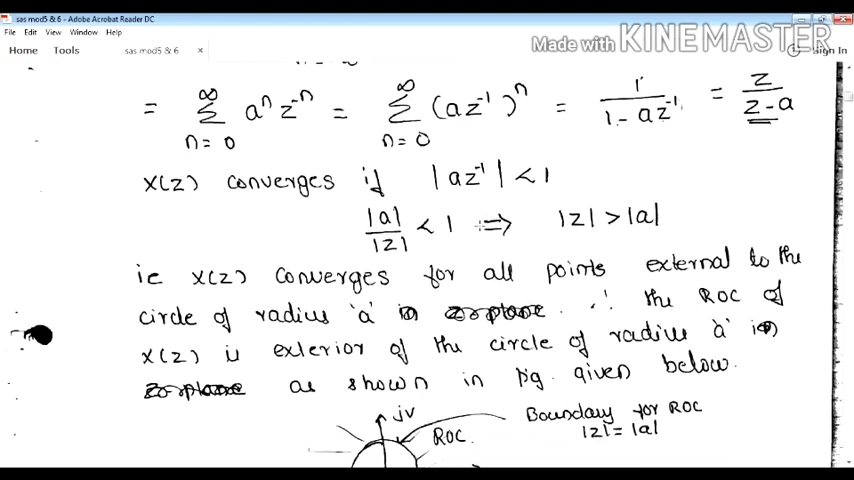 sas mod5 & 6 - Adobe Acrobat Reader DC
File Edit View Window Help
Home Tools sas mod5 & 6 × Sign In
Made with KINEMASTER
= ∞ Σ n=0 aⁿ z⁻ⁿ = ∞ Σ n=0 (az⁻¹)ⁿ = 1/(1-az⁻¹) = z/(z-a)
X(z) converges if |az⁻¹| < 1
|a|/|z| < 1 ⇒ |z| > |a|
ie X(z) converges for all points external to the
circle of radius 'a' in z-plane. ∴ the ROC of
X(z) is exterior of the circle of radius 'a' in
z-plane as shown in fig. given below.
jv
ROC
Boundary for ROC
|z| = |a|